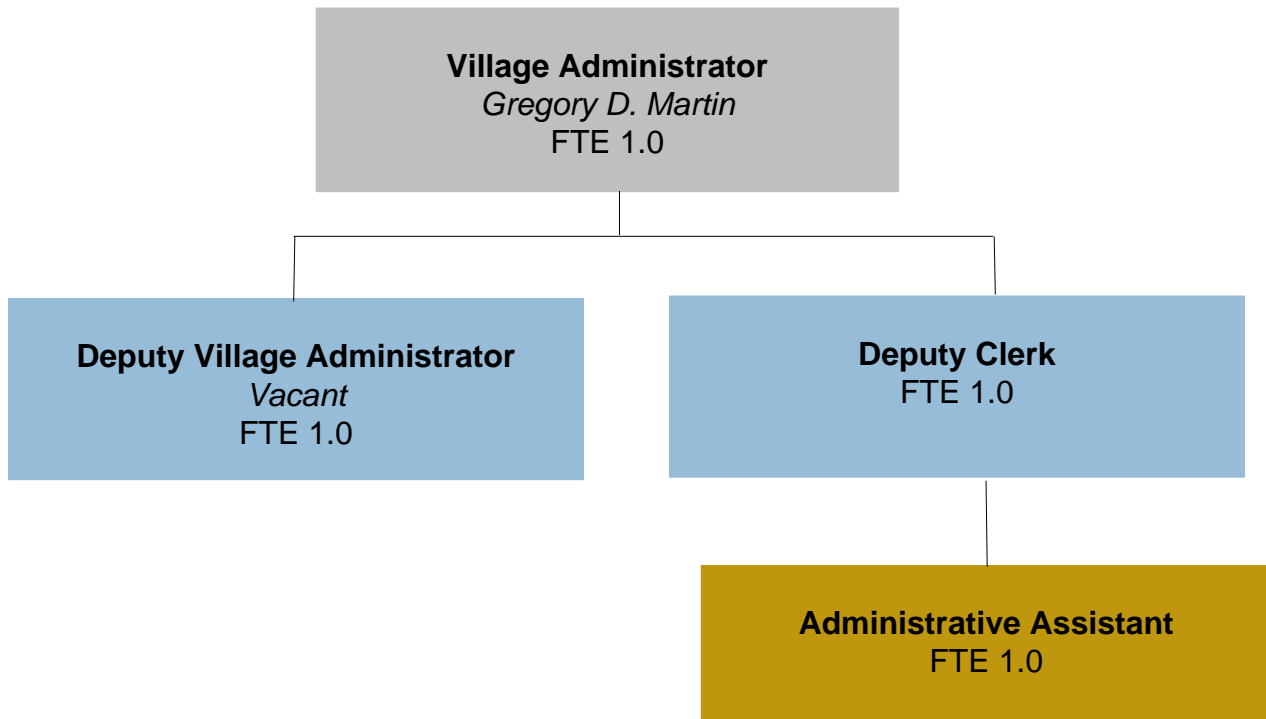 Village Administrator
Gregory D. Martin
FTE 1.0
Deputy Village Administrator
Vacant
FTE 1.0
Deputy Clerk
FTE 1.0
Administrative Assistant
FTE 1.0